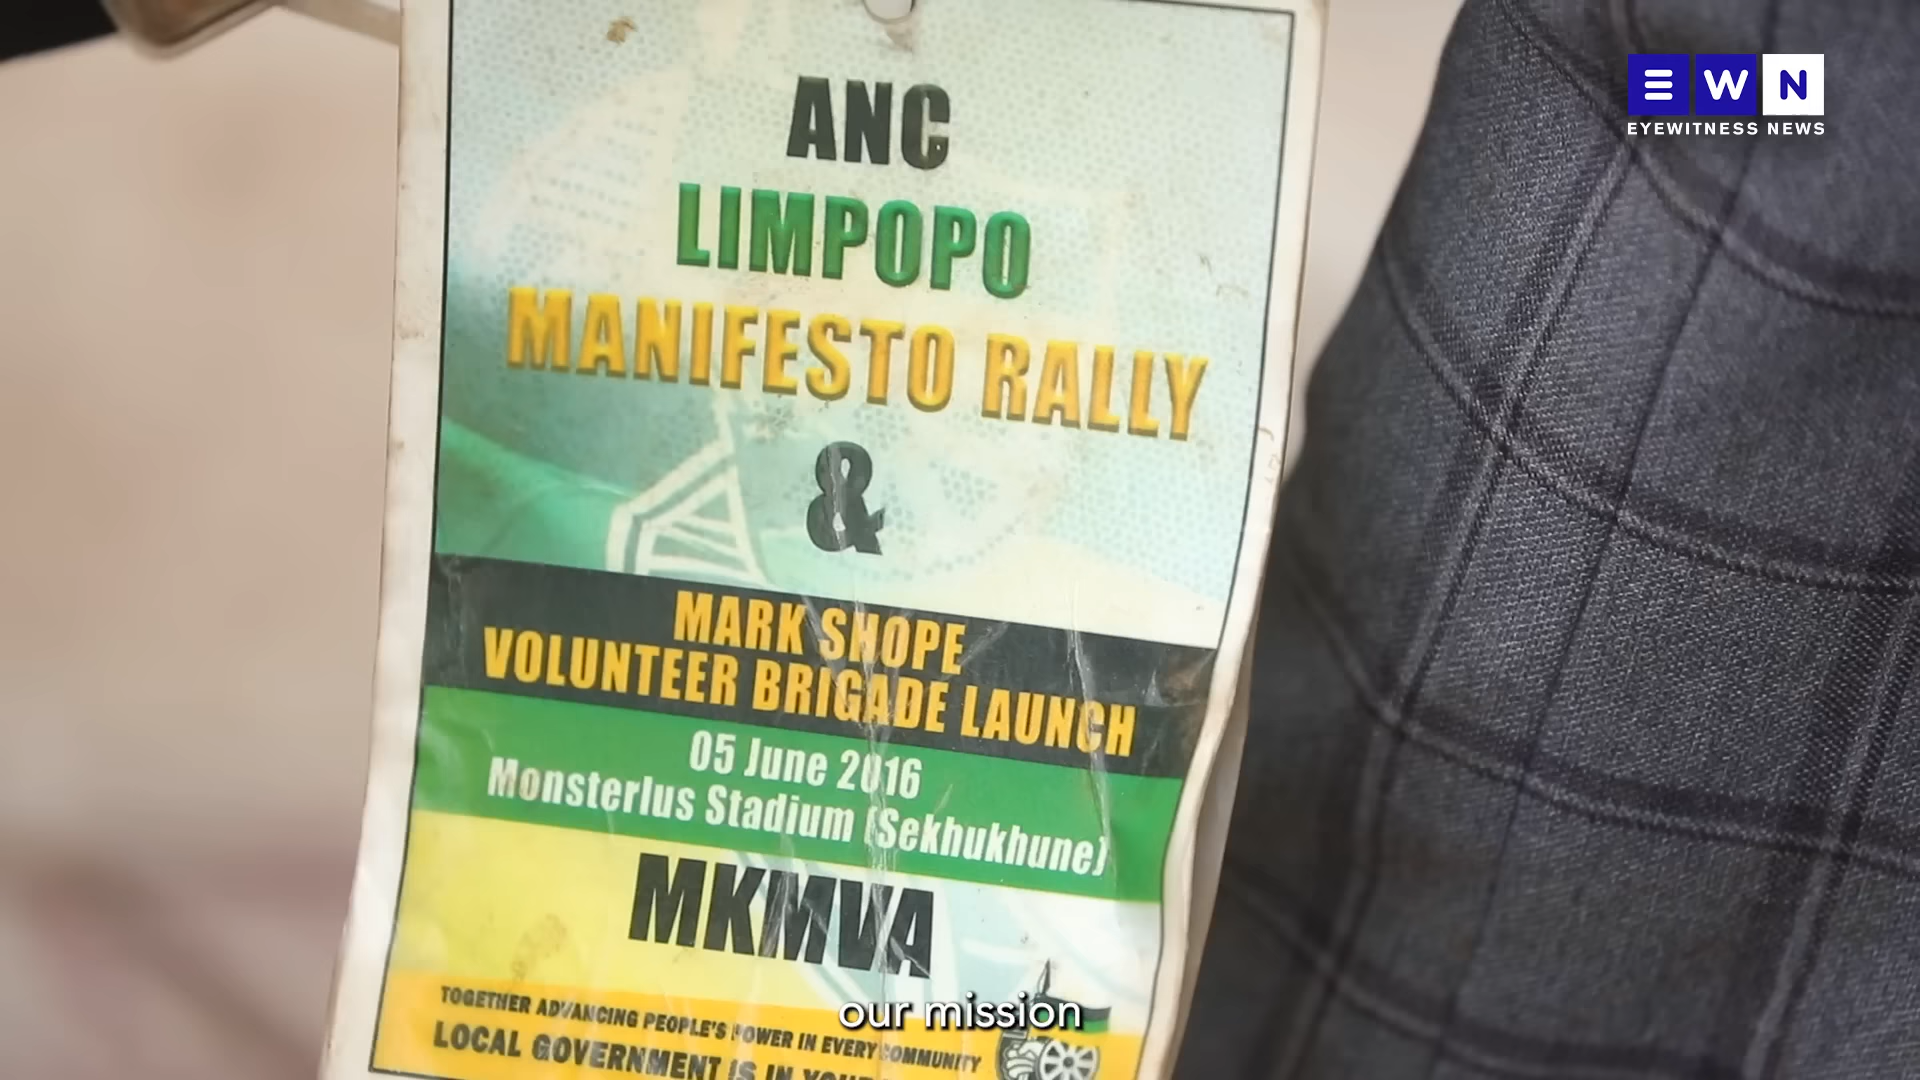 EWN
EYEWITNESS NEWS
ANC
LIMPOPO
MANIFESTO RALLY
&
MARK SHOPE
VOLUNTEER BRIGADE LAUNCH
05 June 2016
Monsterlus Stadium (Sekhukhune)
MKMVA
TOGETHER ADVANCING PEOPLE'S POWER IN EVERY COMMUNITY
LOCAL GOVERNMENT IS IN
our mission